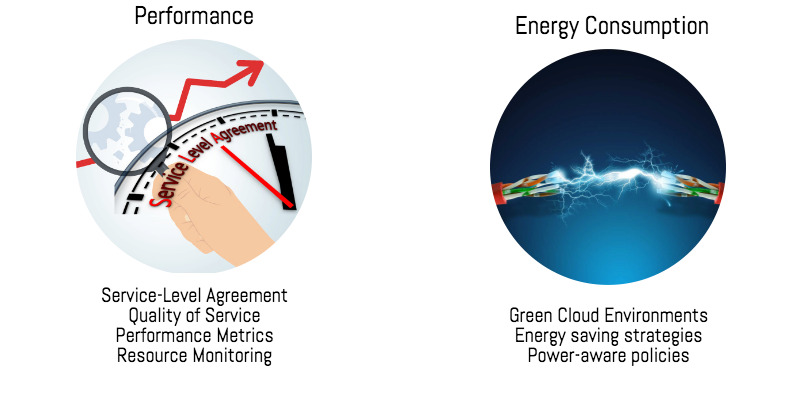 Performance
Service Level Agreement
Service-Level Agreement
Quality of Service
Performance Metrics
Resource Monitoring
Energy Consumption
Green Cloud Environments
Energy saving strategies
Power-aware policies